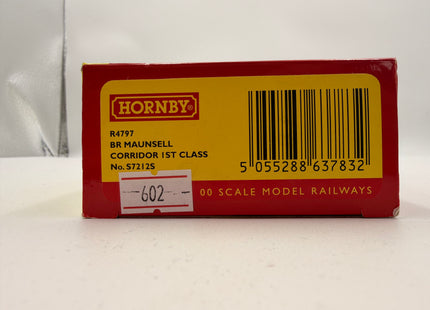 HORNBY®
R4797
BR MAUNSELL
CORRIDOR 1ST CLASS
No. S7212S
5 055288 637832
602
00 SCALE MODEL RAILWAYS